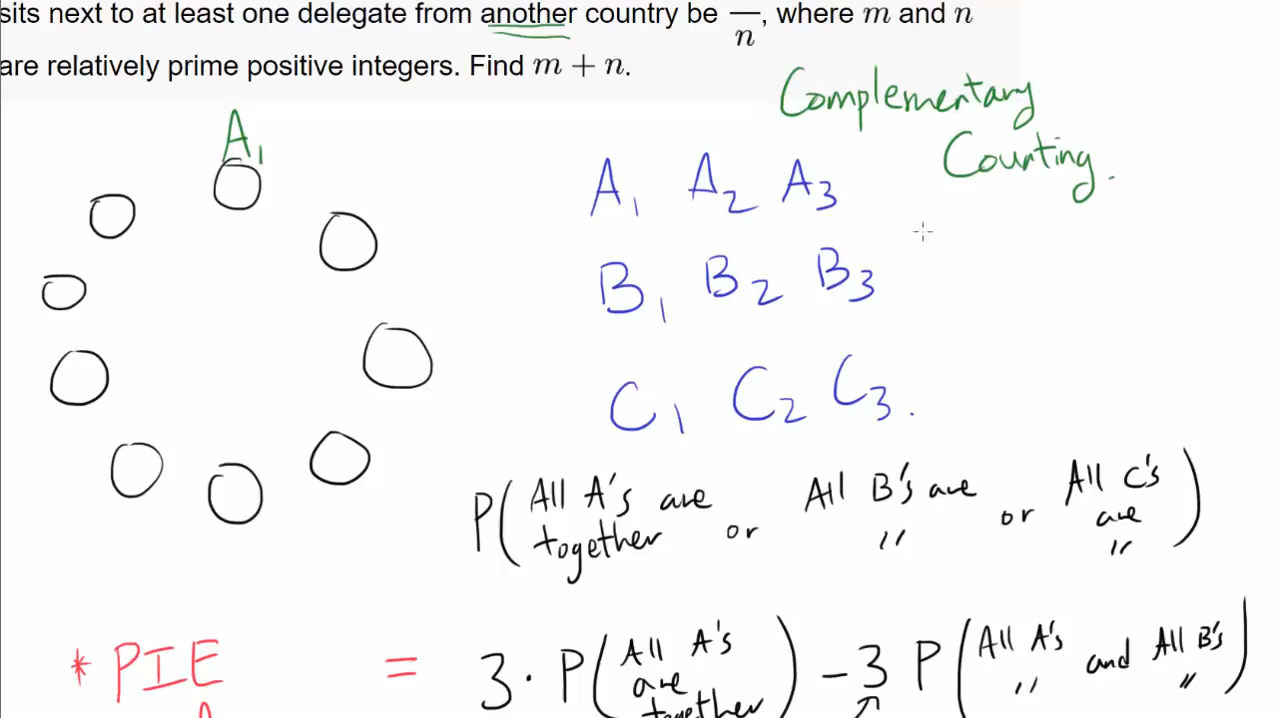 sits next to at least one delegate from another country be —/n, where m and n
are relatively prime positive integers. Find m + n.
Complementary
Counting.
A₁
A₁ A₂ A₃
B₁ B₂ B₃
C₁ C₂ C₃.
P( All A's are together or All B's are " or All C's are " )
* PIE = 3 · P( All A's are together ) − 3 P( All A's " and All B's " )